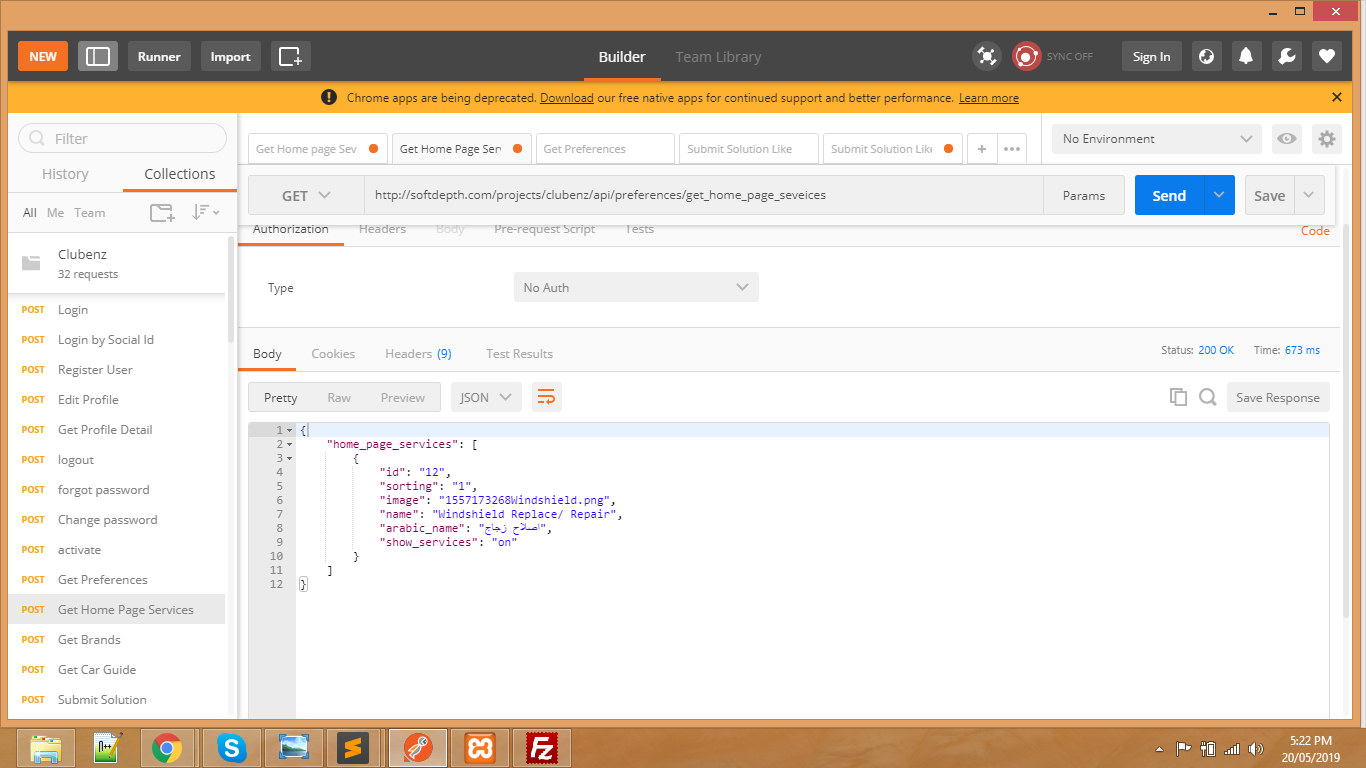 NEW
Runner
Import
Builder
Team Library
SYNC OFF
Sign In
Chrome apps are being deprecated. Download our free native apps for continued support and better performance. Learn more
Filter
History
Collections
All Me Team
Clubenz
32 requests
POST Login
POST Login by Social Id
POST Register User
POST Edit Profile
POST Get Profile Detail
POST logout
POST forgot password
POST Change password
POST activate
POST Get Preferences
POST Get Home Page Services
POST Get Brands
POST Get Car Guide
POST Submit Solution
Get Home page Sev
Get Home Page Serv
Get Preferences
Submit Solution Like
Submit Solution Like
No Environment
GET
http://softdepth.com/projects/clubenz/api/preferences/get_home_page_seveices
Params
Send
Save
Authorization
Headers
Body
Pre-request Script
Tests
Code
Type
No Auth
Body
Cookies
Headers (9)
Test Results
Status: 200 OK
Time: 673 ms
Pretty
Raw
Preview
JSON
Save Response
1 {
2 "home_page_services": [
3 {
4 "id": "12",
5 "sorting": "1",
6 "image": "1557173268Windshield.png",
7 "name": "Windshield Replace/ Repair",
8 "arabic_name": "اصلاح زجاج",
9 "show_services": "on"
10 }
11 ]
12 }
5:22 PM
20/05/2019